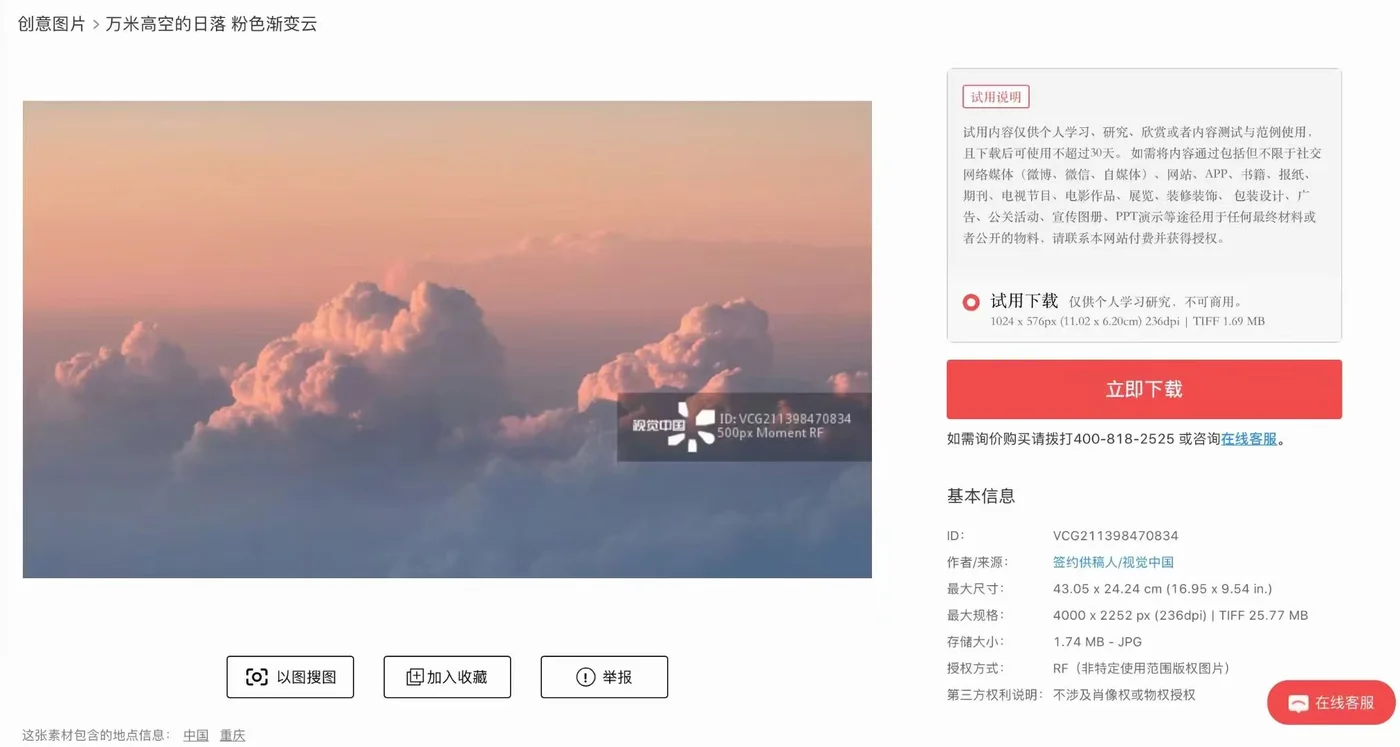 创意图片 > 万米高空的日落 粉色渐变云
试用说明
试用内容仅供个人学习、研究、欣赏或者内容测试与范例使用,
且下载后可使用不超过30天。 如需将内容通过包括但不限于社交
网络媒体（微博、微信、自媒体）、网站、APP、书籍、报纸、
期刊、电视节目、电影作品、展览、装修装饰、 包装设计、广
告、公关活动、宣传图册、PPT演示等途径用于任何最终材料或
者公开的物料，请联系本网站付费并获得授权。
试用下载 仅供个人学习研究，不可商用。
1024 x 576px (11.02 x 6.20cm) 236dpi | TIFF 1.69 MB
视觉中国
ID: VCG211398470834
500px Moment RF
立即下载
如需询价购买请拨打400-818-2525 或咨询在线客服。
基本信息
ID: VCG211398470834
作者/来源: 签约供稿人/视觉中国
最大尺寸: 43.05 x 24.24 cm (16.95 x 9.54 in.)
最大规格: 4000 x 2252 px (236dpi) | TIFF 25.77 MB
存储大小: 1.74 MB - JPG
授权方式: RF（非特定使用范围版权图片）
第三方权利说明: 不涉及肖像权或物权授权
以图搜图
加入收藏
举报
在线客服
这张素材包含的地点信息: 中国 重庆